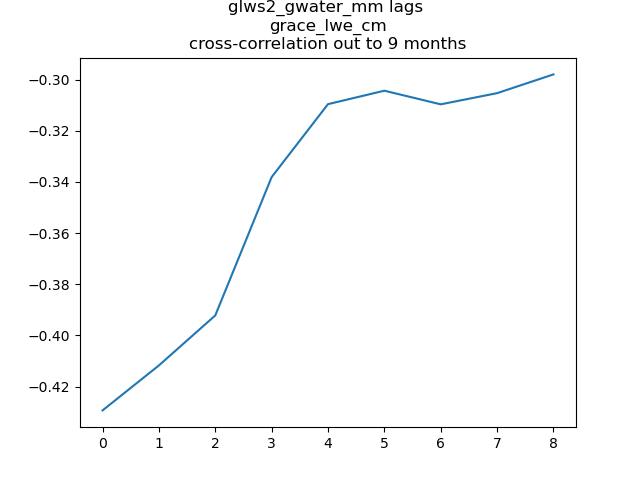 glws2_gwater_mm lags
grace_lwe_cm
cross-correlation out to 9 months
−0.30
−0.32
−0.34
−0.36
−0.38
−0.40
−0.42
0 1 2 3 4 5 6 7 8